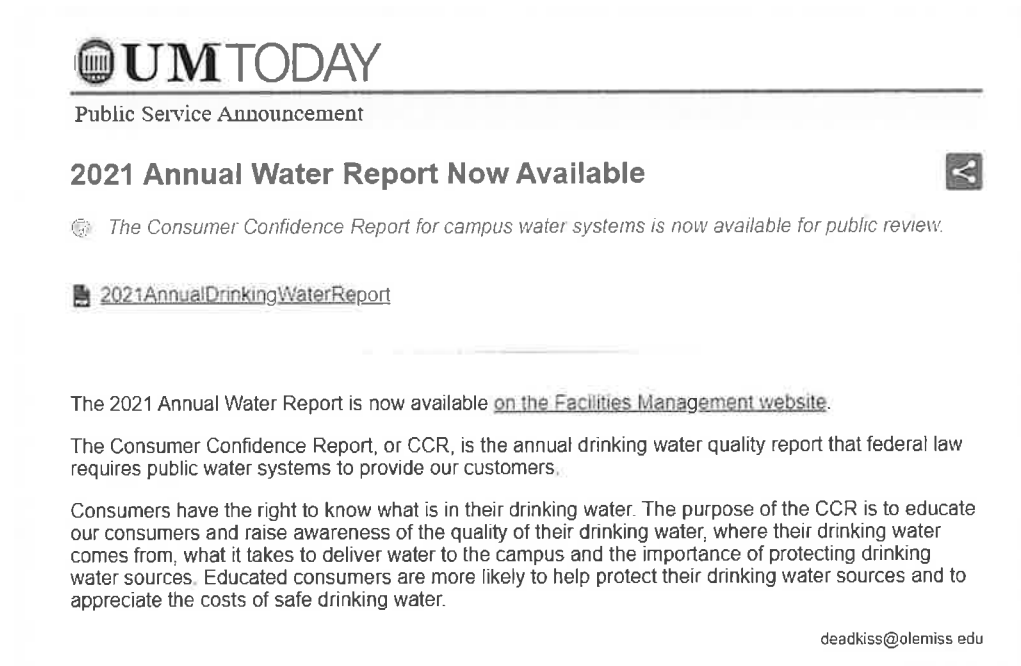 UMTODAY
Public Service Announcement
2021 Annual Water Report Now Available
The Consumer Confidence Report for campus water systems is now available for public review.
2021AnnualDrinkingWaterReport
The 2021 Annual Water Report is now available on the Facilities Management website.
The Consumer Confidence Report, or CCR, is the annual drinking water quality report that federal law
requires public water systems to provide our customers.
Consumers have the right to know what is in their drinking water. The purpose of the CCR is to educate
our consumers and raise awareness of the quality of their drinking water, where their drinking water
comes from, what it takes to deliver water to the campus and the importance of protecting drinking
water sources. Educated consumers are more likely to help protect their drinking water sources and to
appreciate the costs of safe drinking water.
deadkiss@olemiss edu